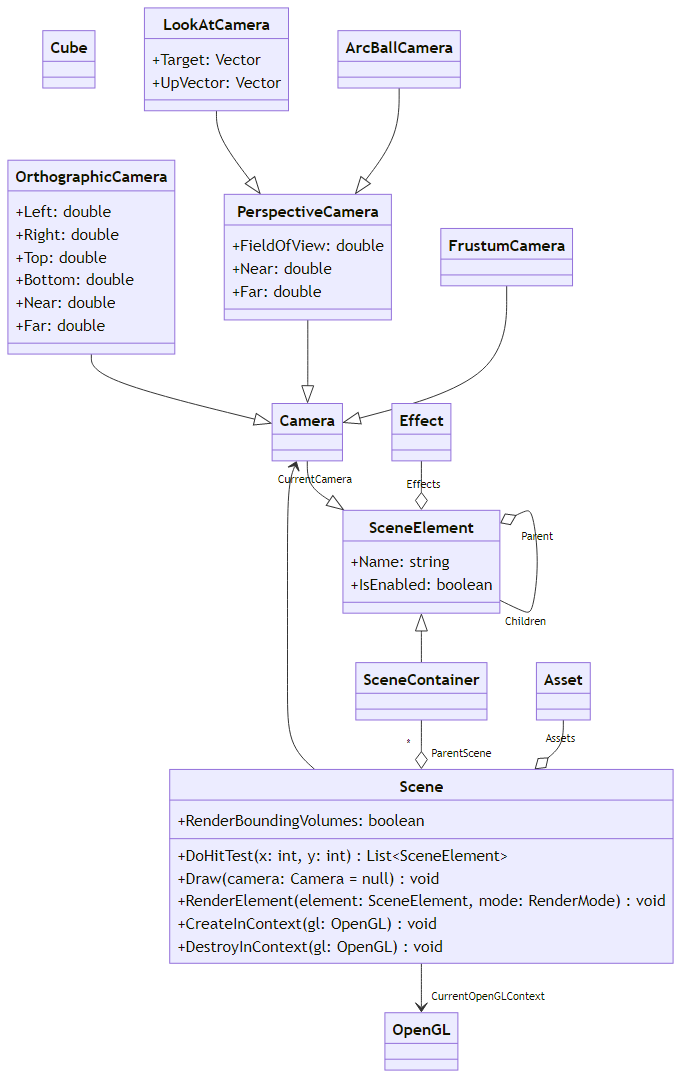 LookAtCamera
+Target: Vector
+UpVector: Vector
Cube
ArcBallCamera
OrthographicCamera
+Left: double
+Right: double
+Top: double
+Bottom: double
+Near: double
+Far: double
PerspectiveCamera
+FieldOfView: double
+Near: double
+Far: double
FrustumCamera
Camera
Effect
CurrentCamera
Effects
SceneElement
+Name: string
+IsEnabled: boolean
Parent
Children
SceneContainer
Asset
*
ParentScene
Assets
Scene
+RenderBoundingVolumes: boolean
+DoHitTest(x: int, y: int) : List<SceneElement>
+Draw(camera: Camera = null) : void
+RenderElement(element: SceneElement, mode: RenderMode) : void
+CreateInContext(gl: OpenGL) : void
+DestroyInContext(gl: OpenGL) : void
CurrentOpenGLContext
OpenGL